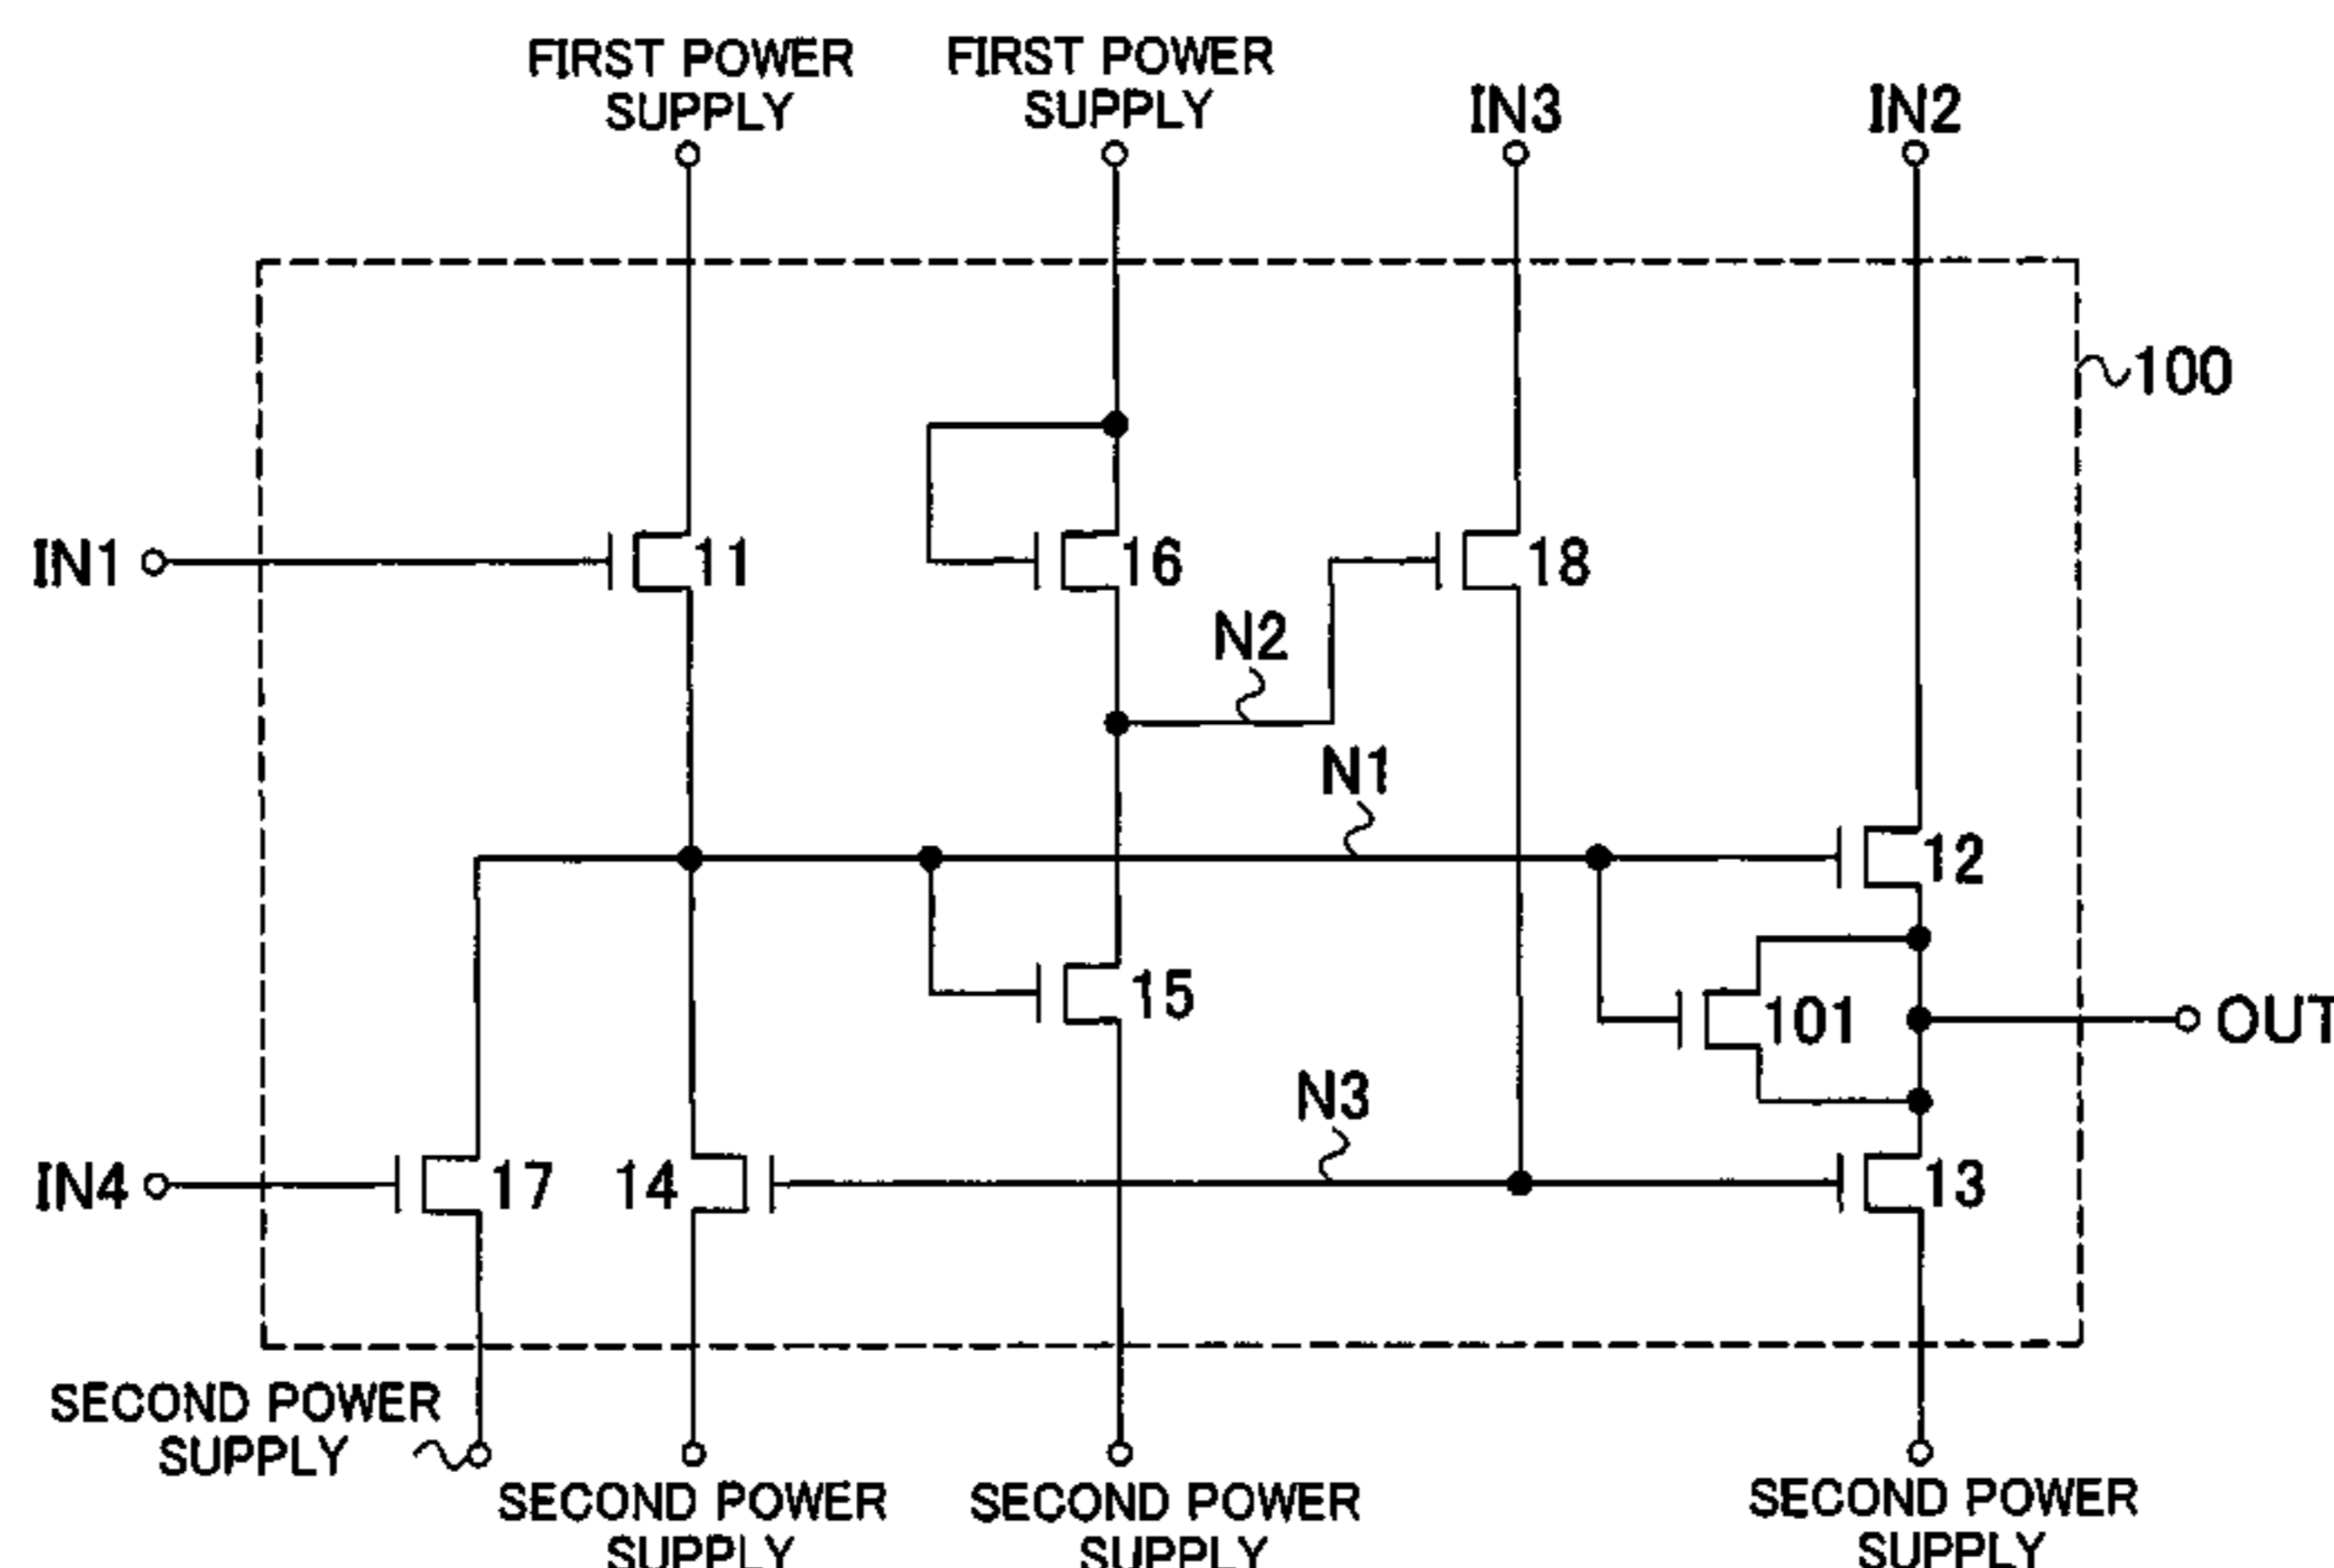 FIRST POWER
SUPPLY
FIRST POWER
SUPPLY
IN3
IN2
100
IN1
11
16
18
N2
N1
12
15
101
OUT
N3
IN4
17
14
13
SECOND POWER
SUPPLY
SECOND POWER
SUPPLY
SECOND POWER
SUPPLY
SECOND POWER
SUPPLY